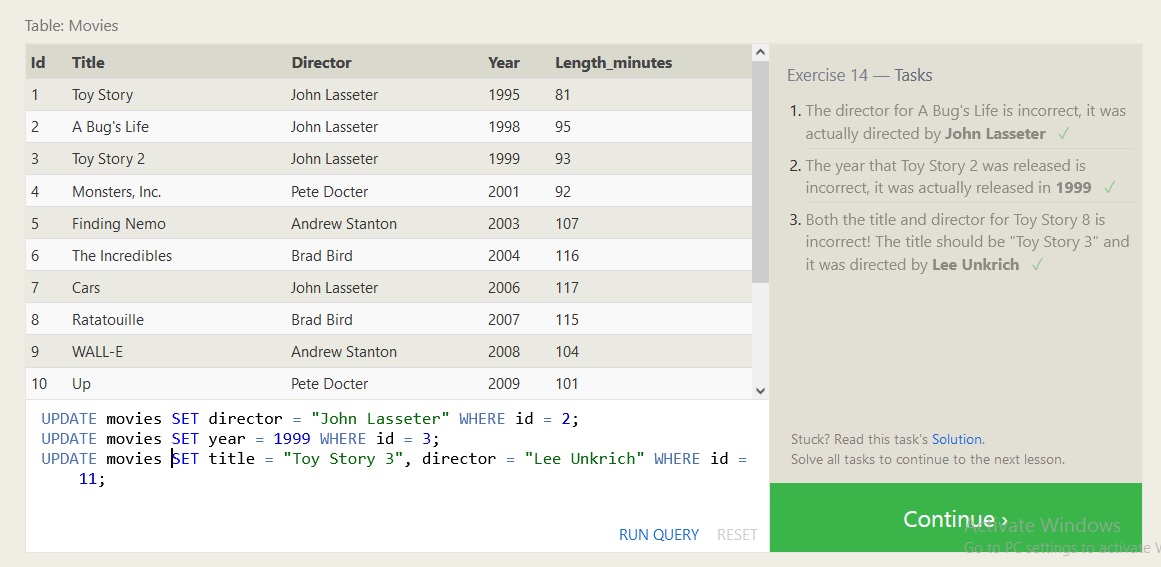 Table: Movies
Id Title Director Year Length_minutes
1 Toy Story John Lasseter 1995 81
2 A Bug's Life John Lasseter 1998 95
3 Toy Story 2 John Lasseter 1999 93
4 Monsters, Inc. Pete Docter 2001 92
5 Finding Nemo Andrew Stanton 2003 107
6 The Incredibles Brad Bird 2004 116
7 Cars John Lasseter 2006 117
8 Ratatouille Brad Bird 2007 115
9 WALL-E Andrew Stanton 2008 104
10 Up Pete Docter 2009 101
UPDATE movies SET director = "John Lasseter" WHERE id = 2;
UPDATE movies SET year = 1999 WHERE id = 3;
UPDATE movies SET title = "Toy Story 3", director = "Lee Unkrich" WHERE id =
11;
RUN QUERY RESET
Exercise 14 — Tasks
1. The director for A Bug's Life is incorrect, it was
actually directed by John Lasseter ✓
2. The year that Toy Story 2 was released is
incorrect, it was actually released in 1999 ✓
3. Both the title and director for Toy Story 8 is
incorrect! The title should be "Toy Story 3" and
it was directed by Lee Unkrich ✓
Stuck? Read this task's Solution.
Solve all tasks to continue to the next lesson.
Continue ›
Activate Windows
Go to PC settings to activate W